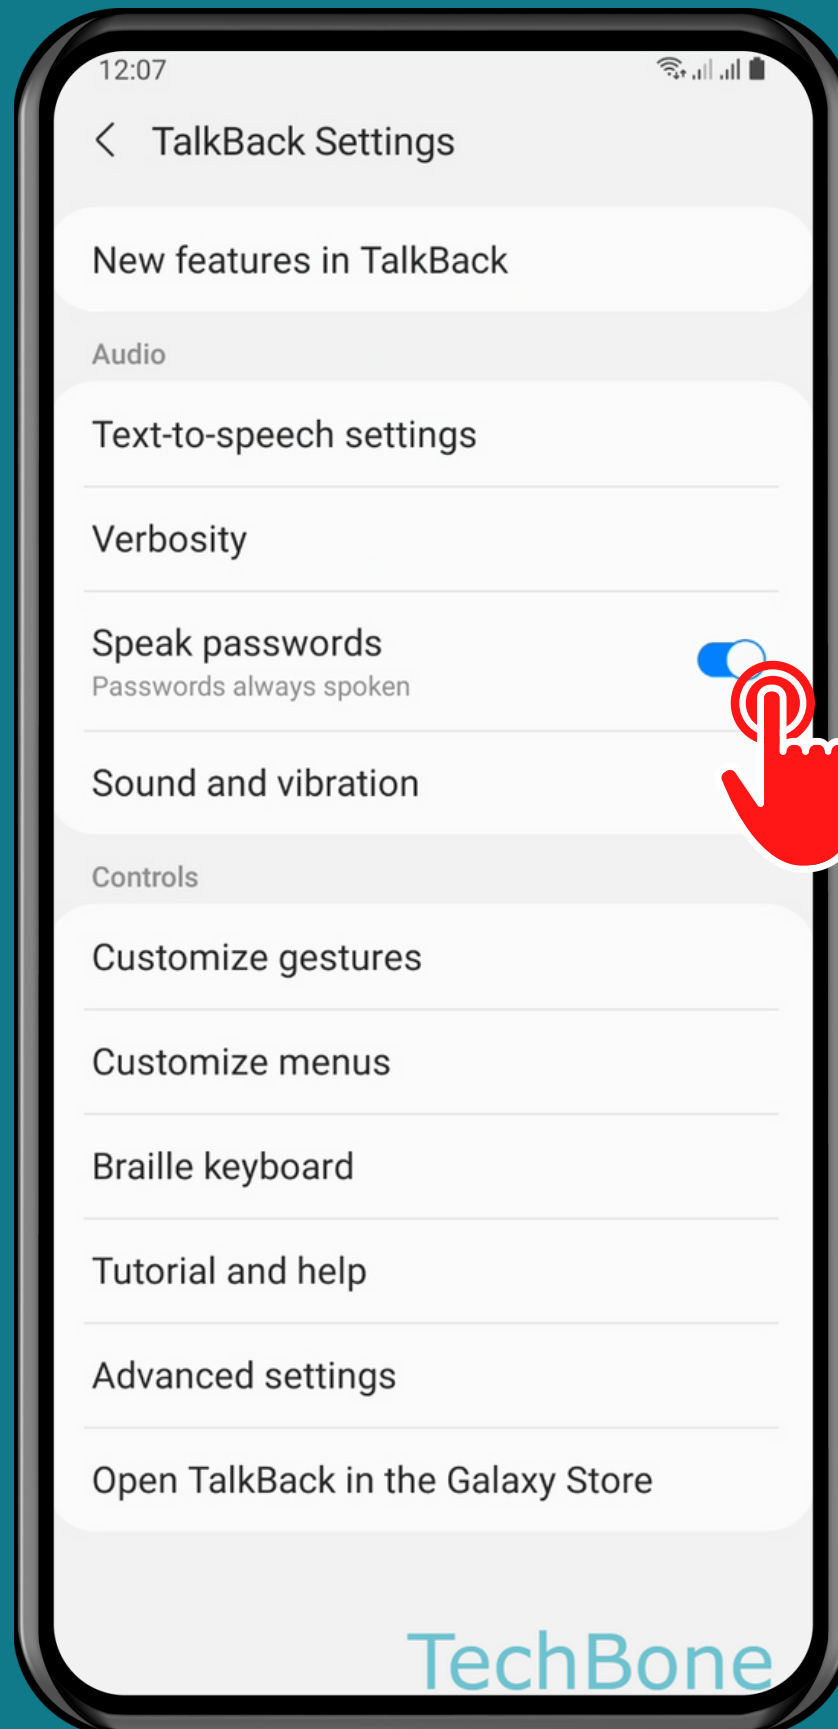 12:07
TalkBack Settings
New features in TalkBack
Audio
Text-to-speech settings
Verbosity
Speak passwords
Passwords always spoken
Sound and vibration
Controls
Customize gestures
Customize menus
Braille keyboard
Tutorial and help
Advanced settings
Open TalkBack in the Galaxy Store
TechBone